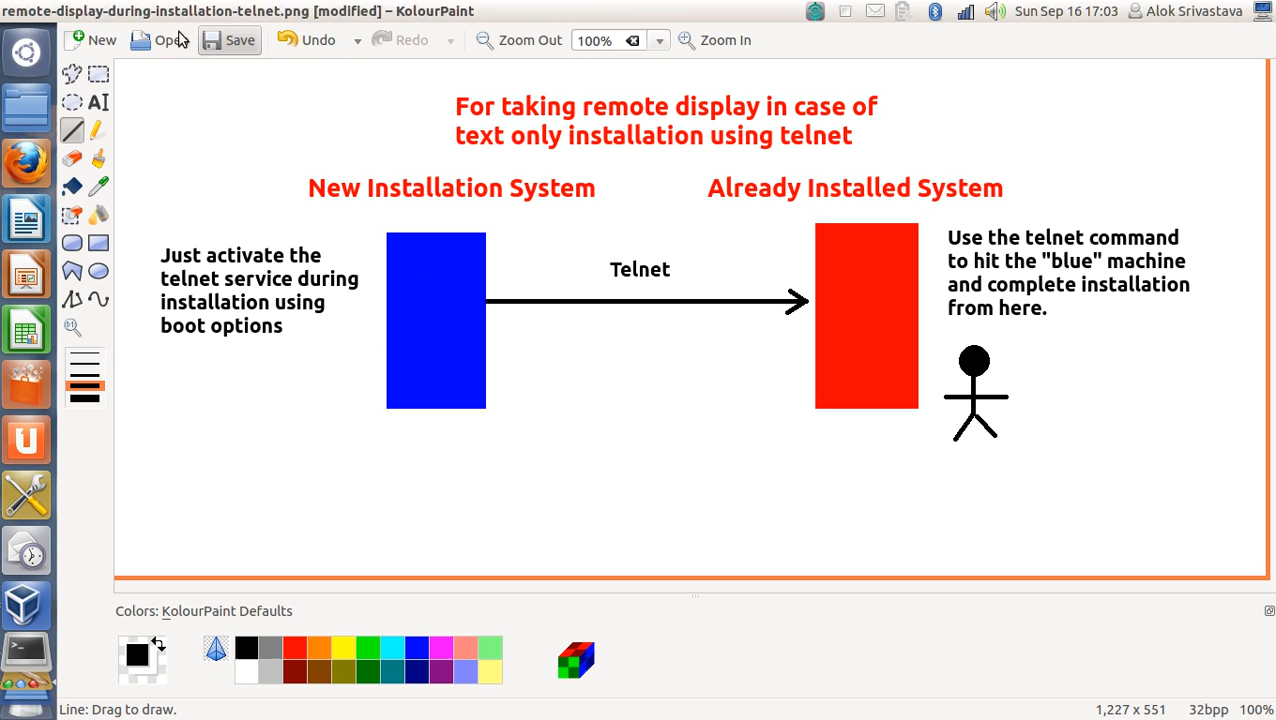 remote-display-during-installation-telnet.png [modified] – KolourPaint
Sun Sep 16 17:03
Alok Srivastava
New
Save
Undo
Redo
Zoom Out
100%
Zoom In
For taking remote display in case of
text only installation using telnet
New Installation System
Already Installed System
Just activate the
telnet service during
installation using
boot options
Telnet
Use the telnet command
to hit the "blue" machine
and complete installation
from here.
Colors: KolourPaint Defaults
Line: Drag to draw.
1,227 x 551
32bpp
100%